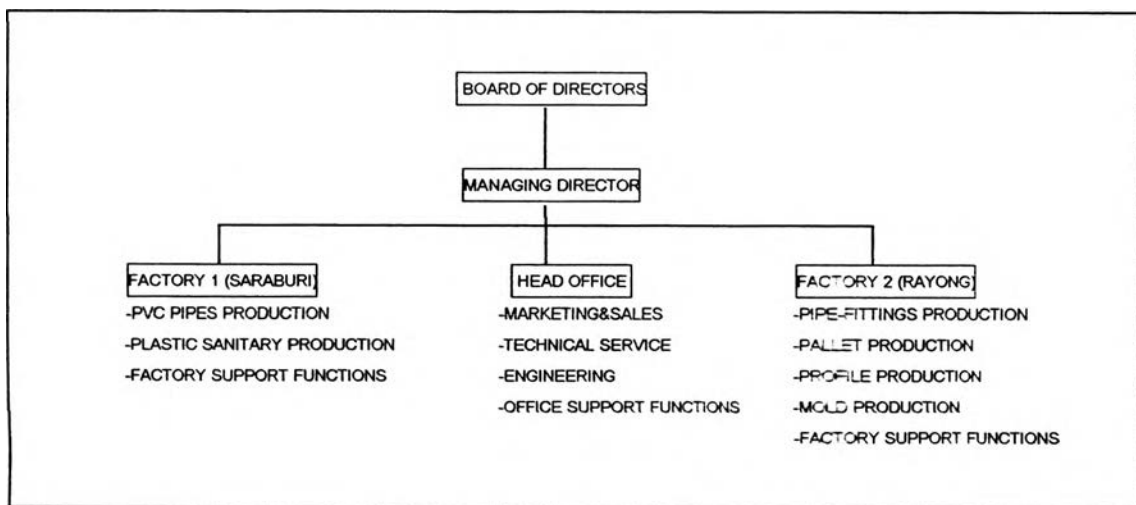 BOARD OF DIRECTORS
MANAGING DIRECTOR
FACTORY 1 (SARABURI)
-PVC PIPES PRODUCTION
-PLASTIC SANITARY PRODUCTION
-FACTORY SUPPORT FUNCTIONS
HEAD OFFICE
-MARKETING&SALES
-TECHNICAL SERVICE
-ENGINEERING
-OFFICE SUPPORT FUNCTIONS
FACTORY 2 (RAYONG)
-PIPE-FITTINGS PRODUCTION
-PALLET PRODUCTION
-PROFILE PRODUCTION
-MOLD PRODUCTION
-FACTORY SUPPORT FUNCTIONS